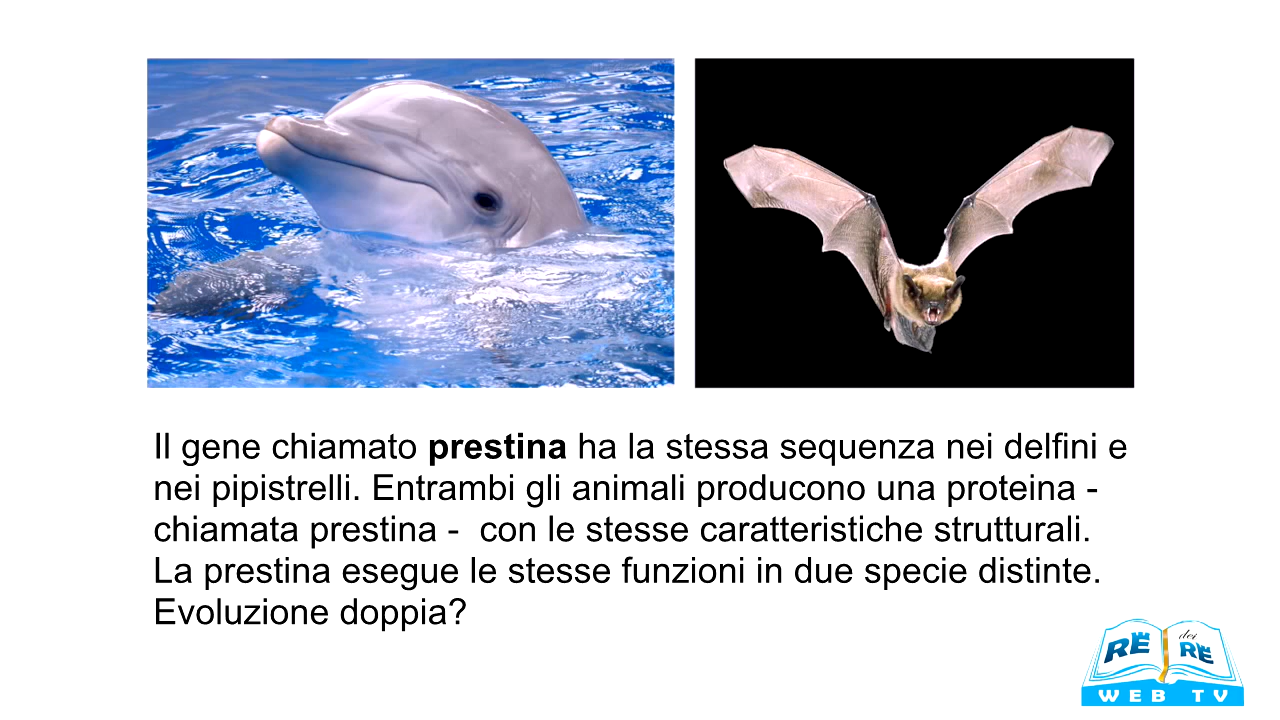 Il gene chiamato prestina ha la stessa sequenza nei delfini e
nei pipistrelli. Entrambi gli animali producono una proteina -
chiamata prestina -  con le stesse caratteristiche strutturali.
La prestina esegue le stesse funzioni in due specie distinte.
Evoluzione doppia?
RE dei RE
WEB TV